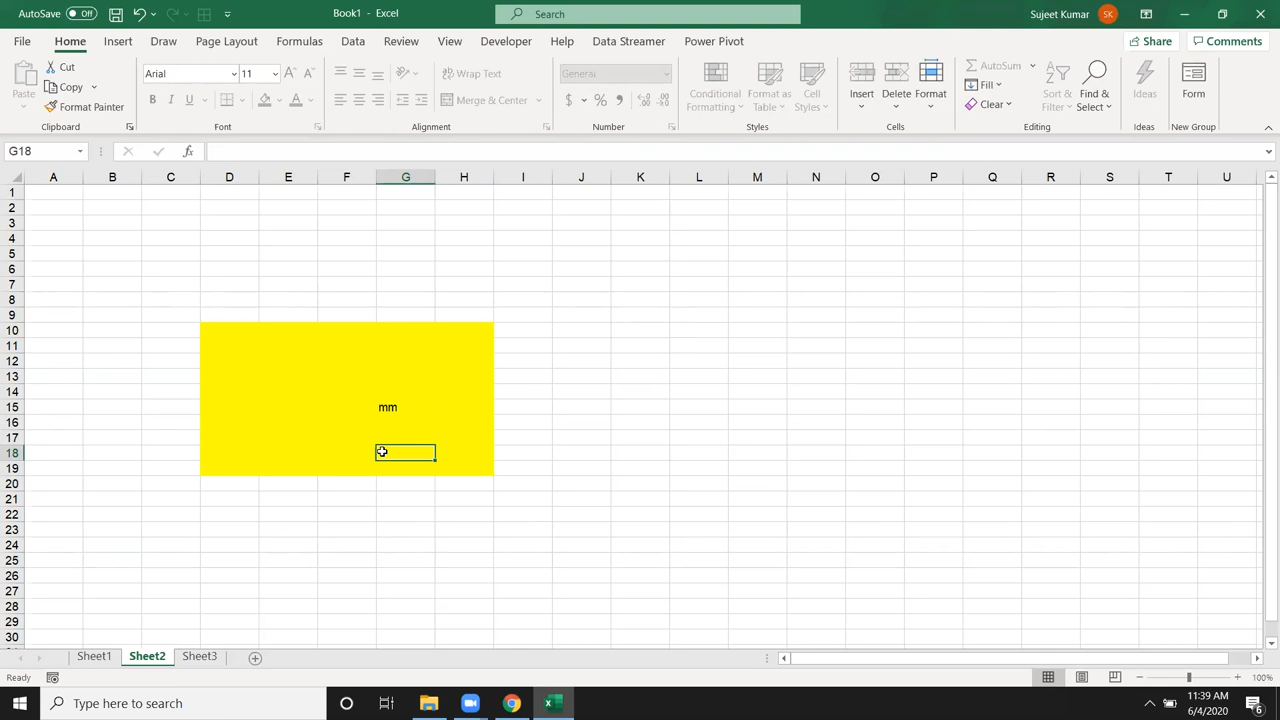 AutoSave Off Book1 - Excel Search Sujeet Kumar SK
File Home Insert Draw Page Layout Formulas Data Review View Developer Help Data Streamer Power Pivot Share Comments
Paste Cut Copy Format Painter Clipboard
Arial 11 B I U A A A Font
Wrap Text Merge & Center Alignment
General $ % Number
Conditional Formatting Format as Table Cell Styles Styles
Insert Delete Format Cells
AutoSum Fill Clear Sort & Filter Find & Select Editing
Ideas Ideas
Form New Group
G18 fx
A B C D E F G H I J K L M N O P Q R S T U
1
2
3
4
5
6
7
8
9
10
11
12
13
14
15 mm
16
17
18
19
20
21
22
23
24
25
26
27
28
29
30
Sheet1 Sheet2 Sheet3
Ready 100%
Type here to search 11:39 AM
6/4/2020 6